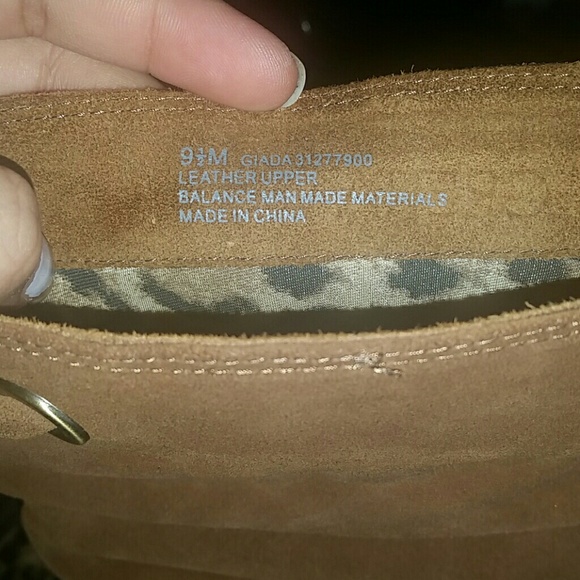 9½M GIADA 31277900
LEATHER UPPER
BALANCE MAN MADE MATERIALS
MADE IN CHINA